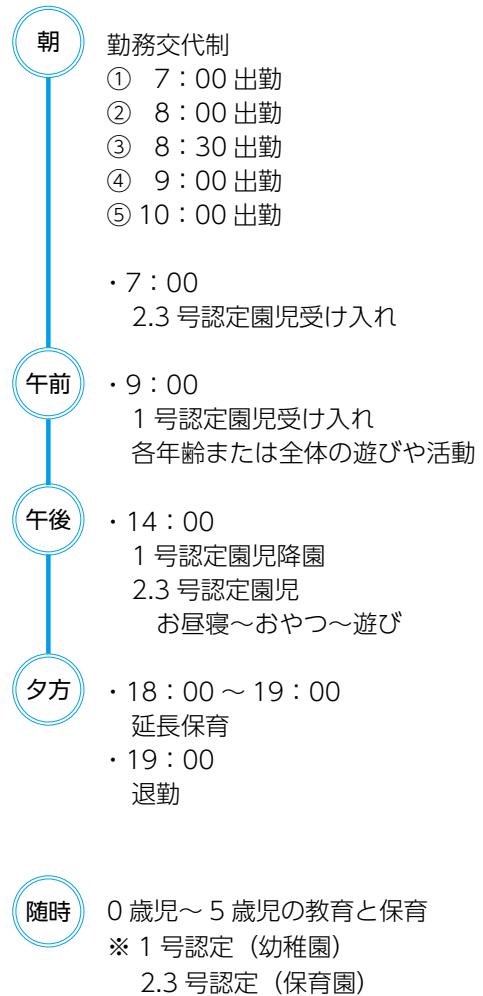 朝
勤務交代制
① 7：00 出勤
② 8：00 出勤
③ 8：30 出勤
④ 9：00 出勤
⑤ 10：00 出勤
・7：00
2.3 号認定園児受け入れ
午前
・9：00
1 号認定園児受け入れ
各年齢または全体の遊びや活動
午後
・14：00
1 号認定園児降園
2.3 号認定園児
お昼寝～おやつ～遊び
夕方
・18：00 ～ 19：00
延長保育
・19：00
退勤
随時
0 歳児～ 5 歳児の教育と保育
※ 1 号認定（幼稚園）
2.3 号認定（保育園）